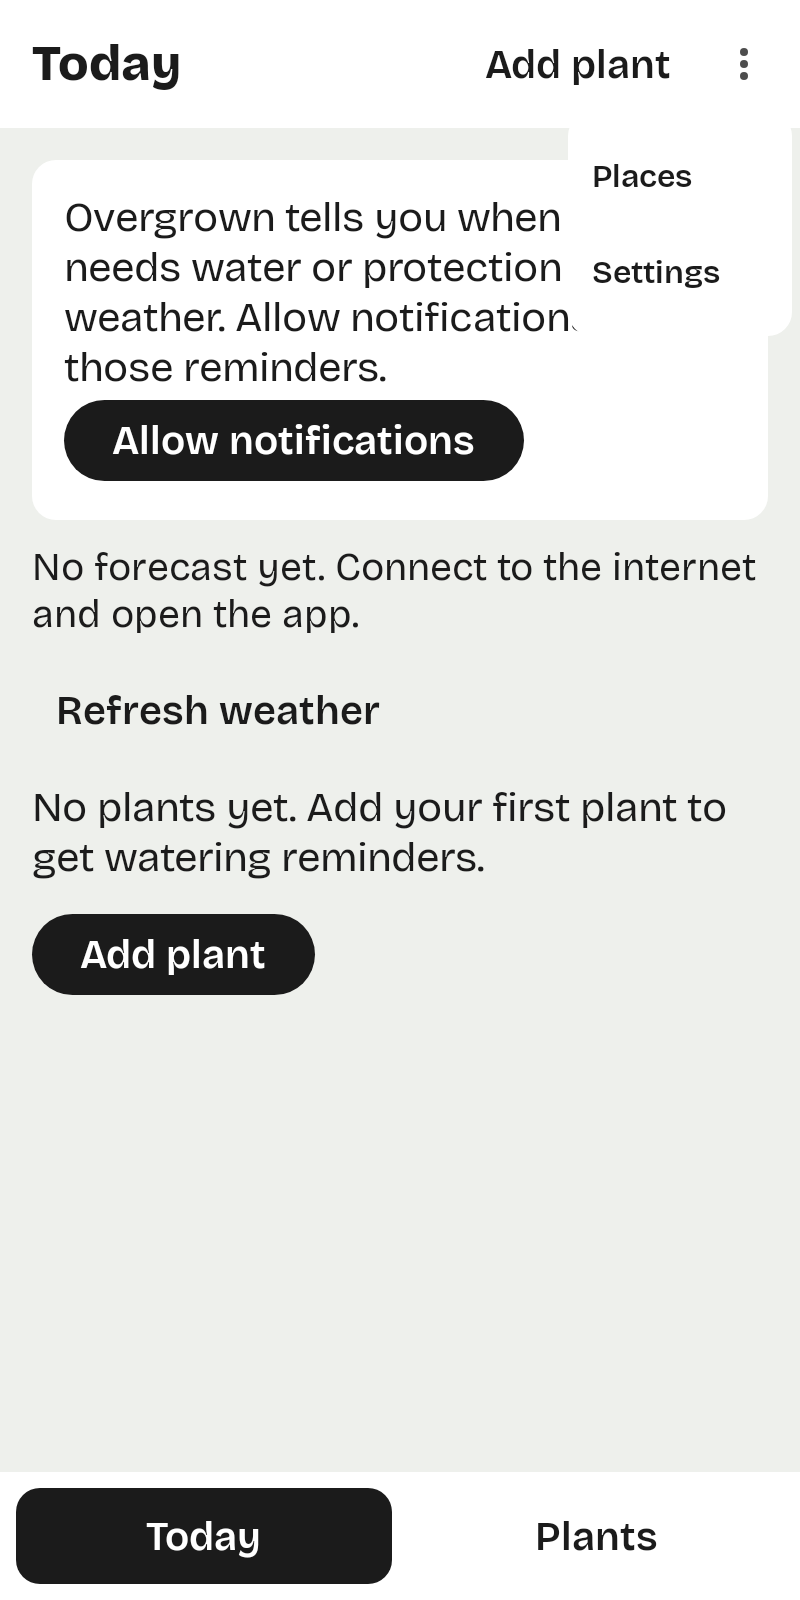 Today
Add plant
Places
Settings
Overgrown tells you when
needs water or protection
weather. Allow notification
those reminders.
Allow notifications
No forecast yet. Connect to the internet
and open the app.
Refresh weather
No plants yet. Add your first plant to
get watering reminders.
Add plant
Today
Plants